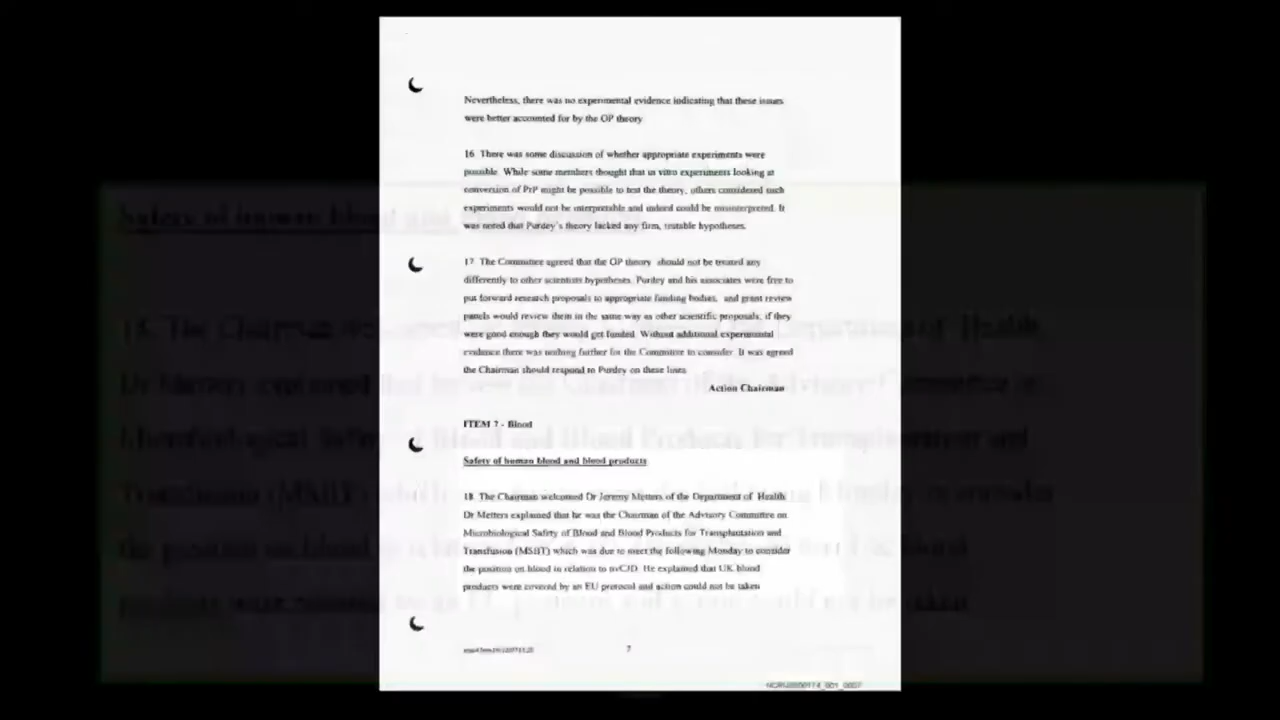 Nevertheless, there was no experimental evidence indicating that these issues
were better accounted for by the OP theory
16 There was some discussion of whether appropriate experiments were
possible. While some members thought that in vitro experiments looking at
conversion of PrP might be possible to test the theory, others considered such
experiments would not be interpretable and indeed could be misinterpreted. It
was noted that Purdey's theory lacked any firm, testable hypotheses.
17 The Committee agreed that the OP theory should not be treated any
differently to other scientists hypotheses. Purdey and his associates were free to
put forward research proposals to appropriate funding bodies, and grant review
panels would review them in the same way as other scientific proposals, if they
were good enough they would get funded. Without additional experimental
evidence there was nothing further for the Committee to consider. It was agreed
the Chairman should respond to Purdey on these lines
Action Chairman
ITEM 7 - Blood
Safety of human blood and blood products
18 The Chairman welcomed Dr Jeremy Metters of the Department of Health
Dr Metters explained that he was the Chairman of the Advisory Committee on
Microbiological Safety of Blood and Blood Products for Transplantation and
Transfusion (MSBT) which was due to meet the following Monday to consider
the position on blood in relation to nvCJD. He explained that UK blood
products were covered by an EU protocol and action could not be taken
7